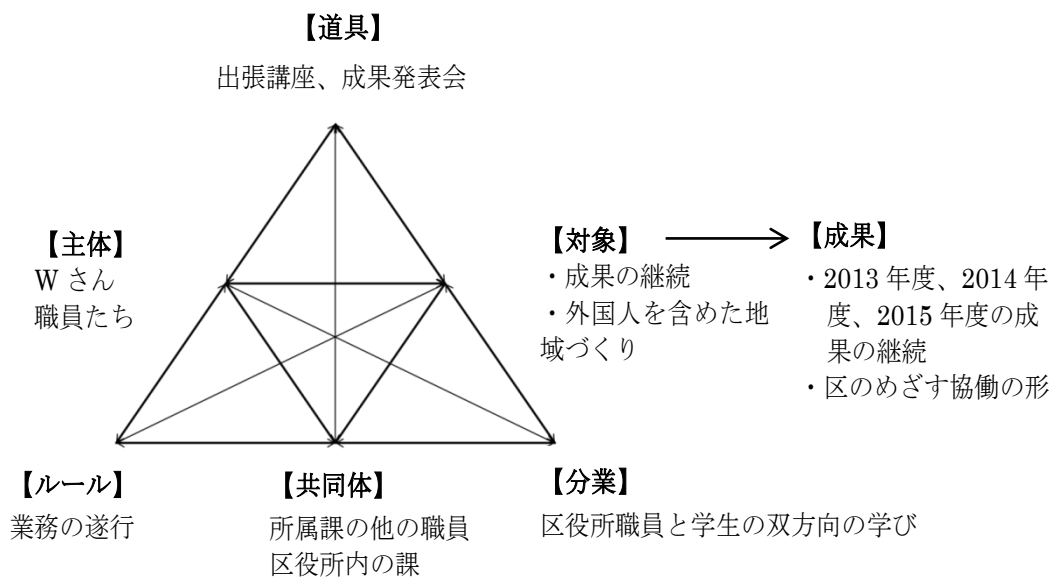 【道具】
出張講座、成果発表会
【主体】
W さん
職員たち
【対象】
・成果の継続
・外国人を含めた地
域づくり
【成果】
・2013 年度、2014 年
度、2015 年度の成
果の継続
・区のめざす協働の形
【ルール】
業務の遂行
【共同体】
所属課の他の職員
区役所内の課
【分業】
区役所職員と学生の双方向の学び